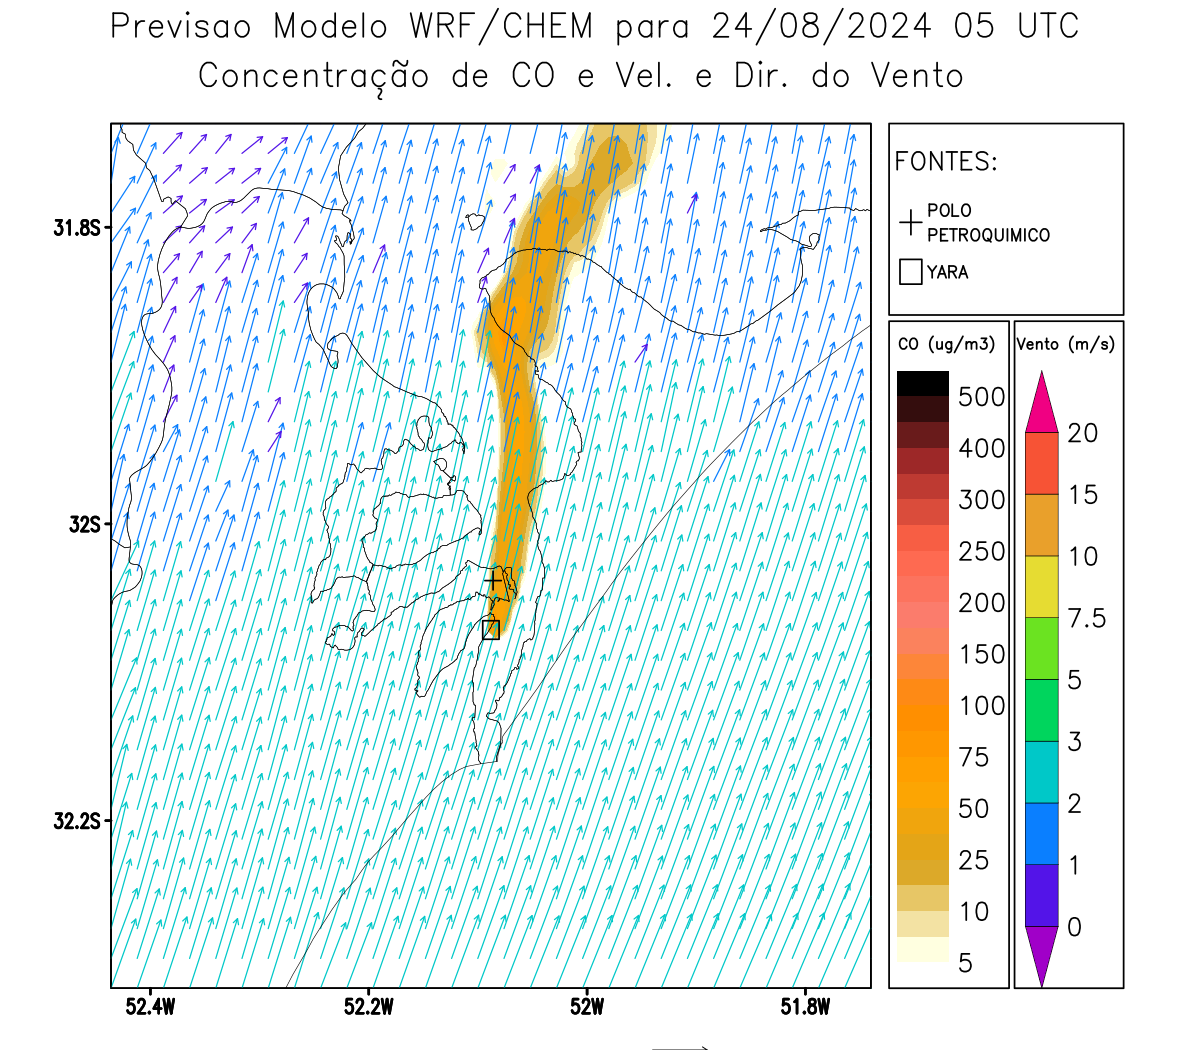 Previsao Modelo WRF/CHEM para 24/08/2024 05 UTC
Concentração de CO e Vel. e Dir. do Vento
FONTES:
POLO
PETROQUIMICO
YARA
CO (ug/m3)
500
400
300
250
200
150
100
75
50
25
10
5
Vento (m/s)
20
15
10
7.5
5
3
2
1
0
31.8S
32S
32.2S
52.4W
52.2W
52W
51.8W